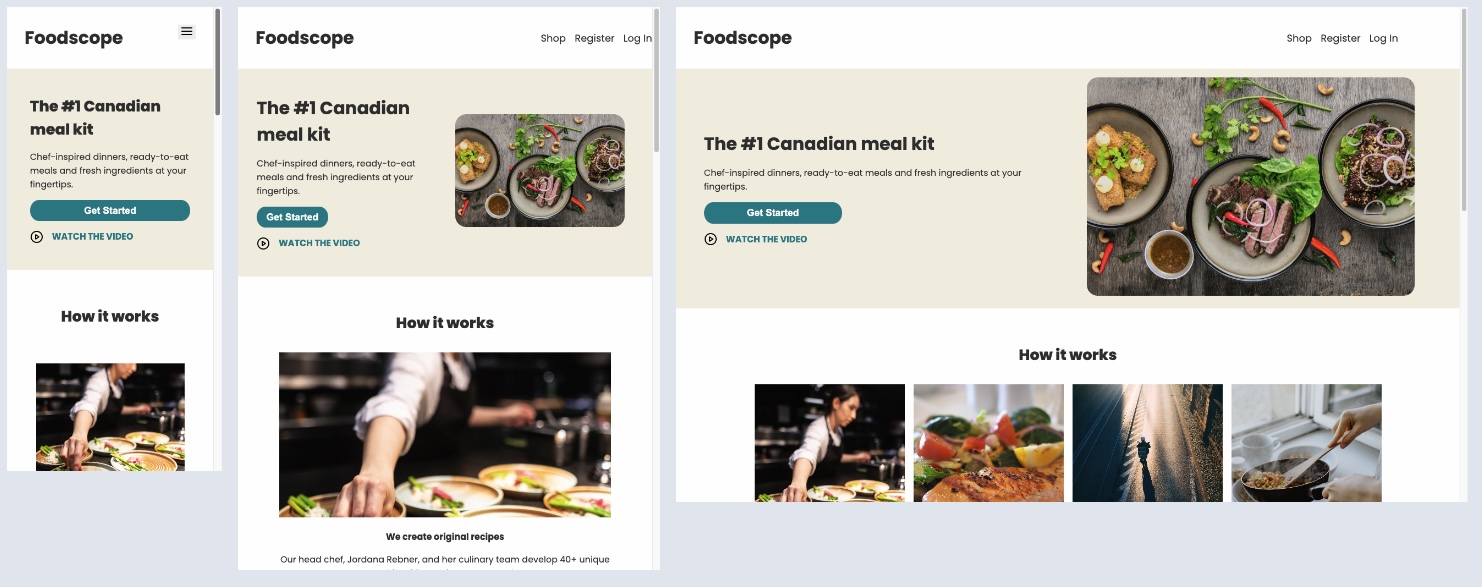 Foodscope
The #1 Canadian
meal kit
Chef-inspired dinners, ready-to-eat
meals and fresh ingredients at your
fingertips.
Get Started
WATCH THE VIDEO
How it works
Foodscope
Shop Register Log In
The #1 Canadian
meal kit
Chef-inspired dinners, ready-to-eat
meals and fresh ingredients at your
fingertips.
Get Started
WATCH THE VIDEO
How it works
We create original recipes
Our head chef, Jordana Rebner, and her culinary team develop 40+ unique
Foodscope
Shop Register Log In
The #1 Canadian meal kit
Chef-inspired dinners, ready-to-eat meals and fresh ingredients at your
fingertips.
Get Started
WATCH THE VIDEO
How it works